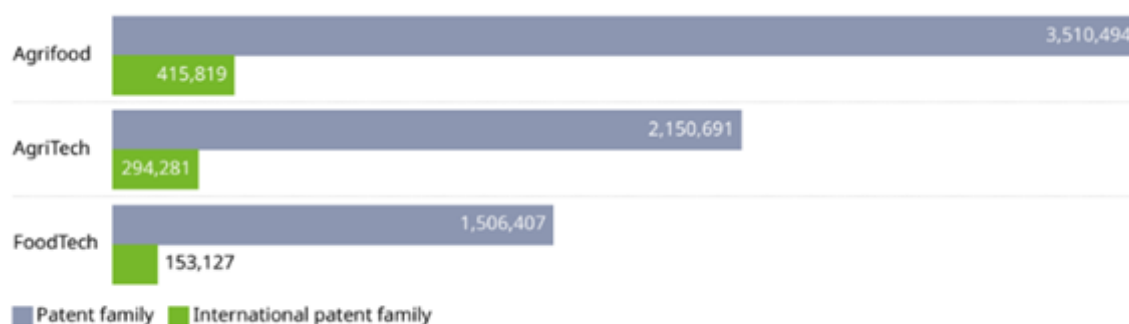 3,510,494
Agrifood
415,819
2,150,691
AgriTech
294,281
1,506,407
FoodTech
153,127
Patent family International patent family